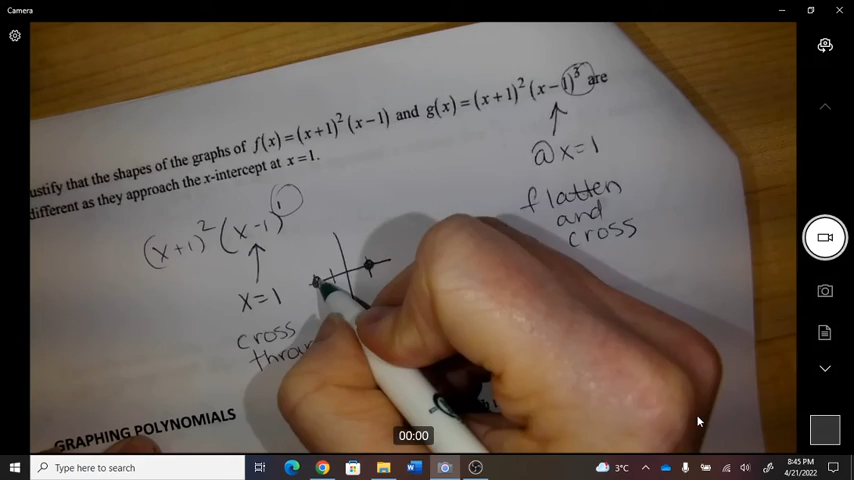 Camera
ustify that the shapes of the graphs of f(x)=(x+1)²(x−1) and g(x)=(x+1)²(x−1)³ are
different as they approach the x-intercept at x=1.
@x=1
flatten
and
cross
(x+1)²(x-1)¹
x=1
cross
GRAPHING POLYNOMIALS
00:00
Type here to search
3°C
8:45 PM
4/21/2022